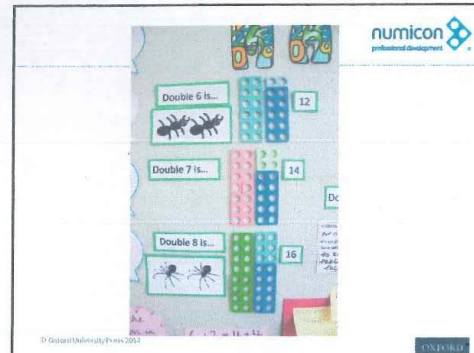 numicon
professional development
Double 6 is...
12
Double 7 is...
14
Do
Double 8 is...
16
© Oxford University Press 2014
OXFORD